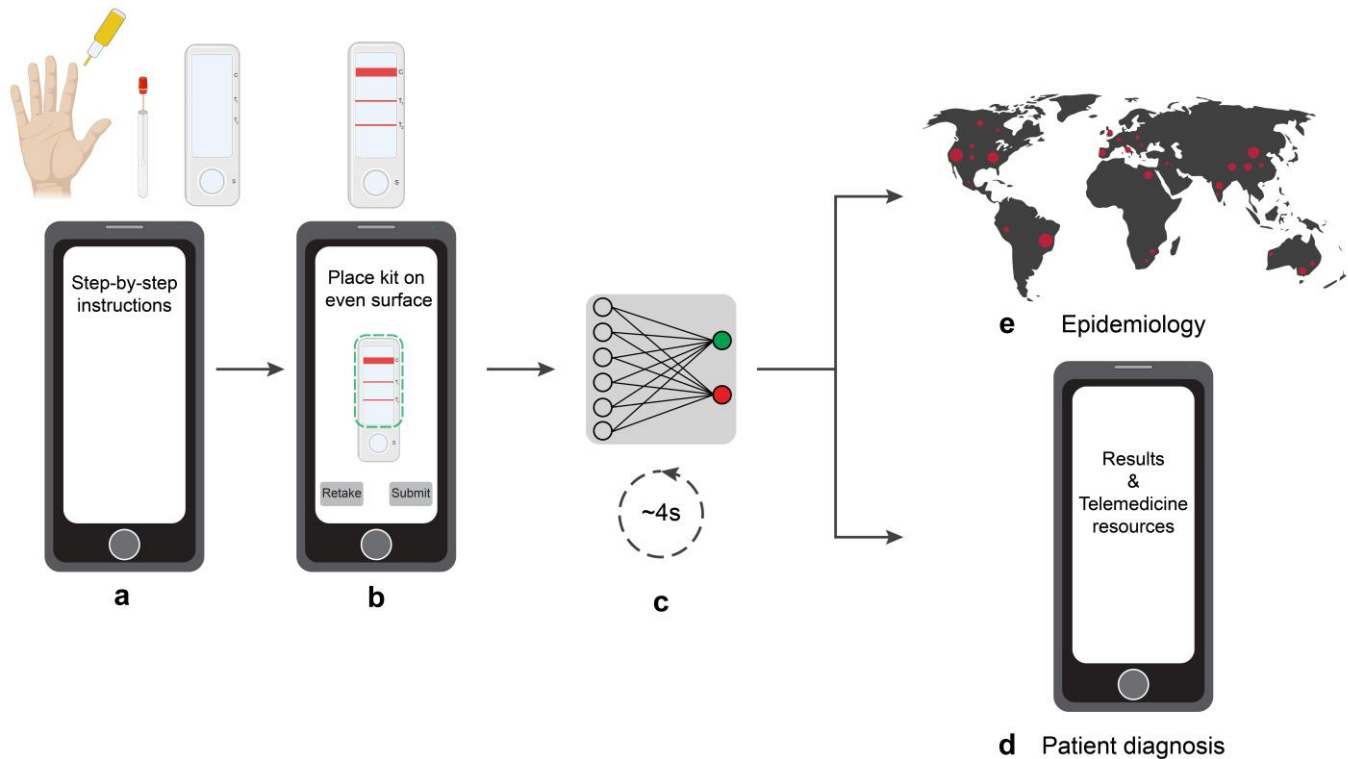 C
T1
T2
S
C
T1
T2
S
Step-by-step
instructions
Place kit on
even surface
C
T
T
S
Retake
Submit
~4s
Results
&
Telemedicine
resources
a
b
c
e Epidemiology
d Patient diagnosis